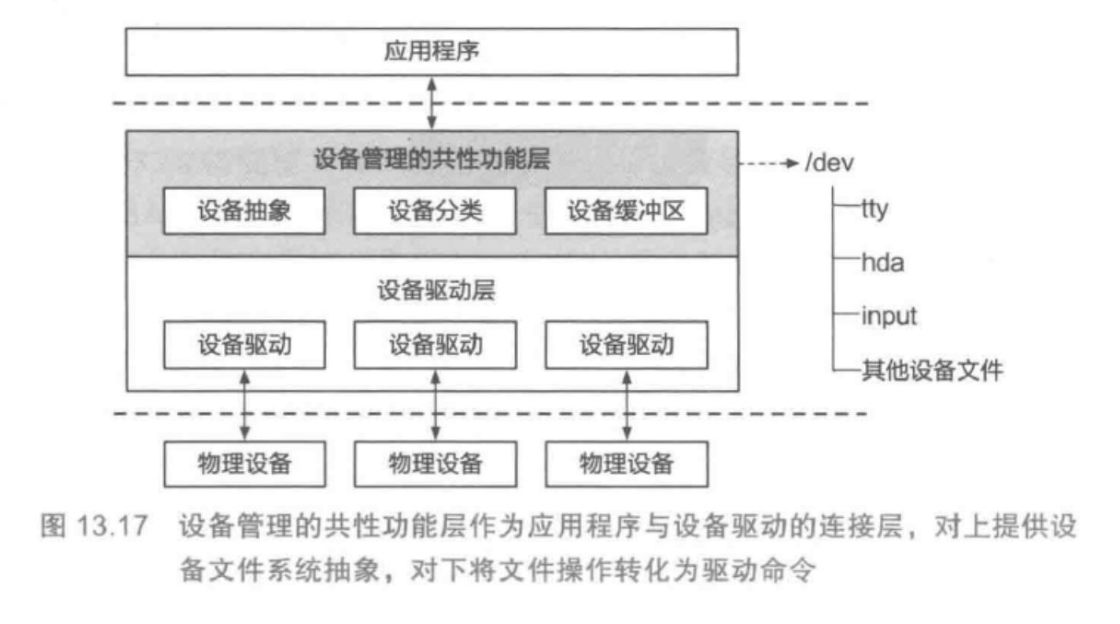 应用程序
设备管理的共性功能层
/dev
设备抽象 设备分类 设备缓冲区
tty
hda
设备驱动层
input
设备驱动 设备驱动 设备驱动
其他设备文件
物理设备 物理设备 物理设备
图 13.17 设备管理的共性功能层作为应用程序与设备驱动的连接层，对上提供设
备文件系统抽象，对下将文件操作转化为驱动命令